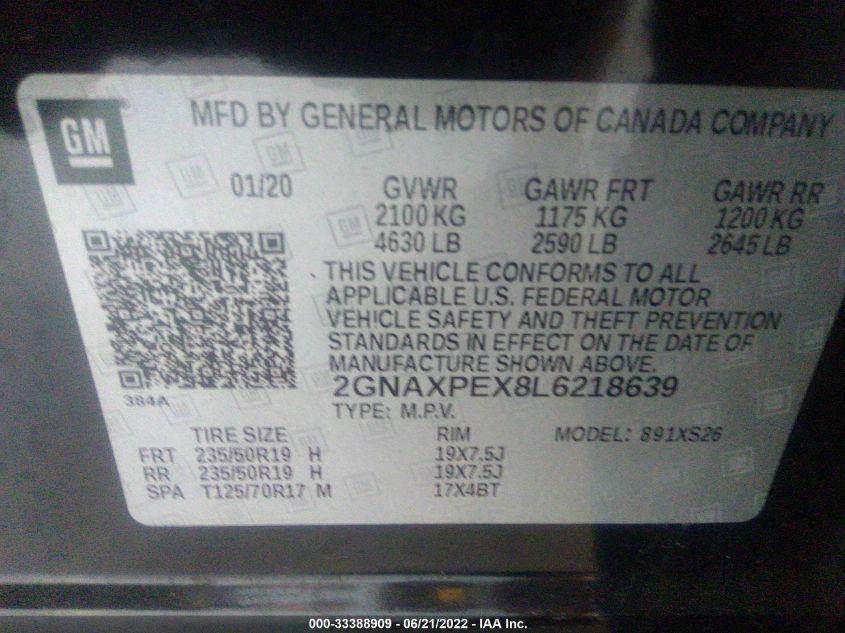 GM
MFD BY GENERAL MOTORS OF CANADA COMPANY
01/20 GVWR GAWR FRT GAWR RR
2100 KG 1175 KG 1200 KG
4630 LB 2590 LB 2645 LB
THIS VEHICLE CONFORMS TO ALL
APPLICABLE U.S. FEDERAL MOTOR
VEHICLE SAFETY AND THEFT PREVENTION
STANDARDS IN EFFECT ON THE DATE OF
MANUFACTURE SHOWN ABOVE.
384A
2GNAXPEX8L6218639
TYPE: M.P.V.
TIRE SIZE RIM MODEL: 891XS26
FRT 235/50R19 H 19X7.5J
RR 235/50R19 H 19X7.5J
SPA T125/70R17 M 17X4BT
000-33388909 - 06/21/2022 - IAA Inc.